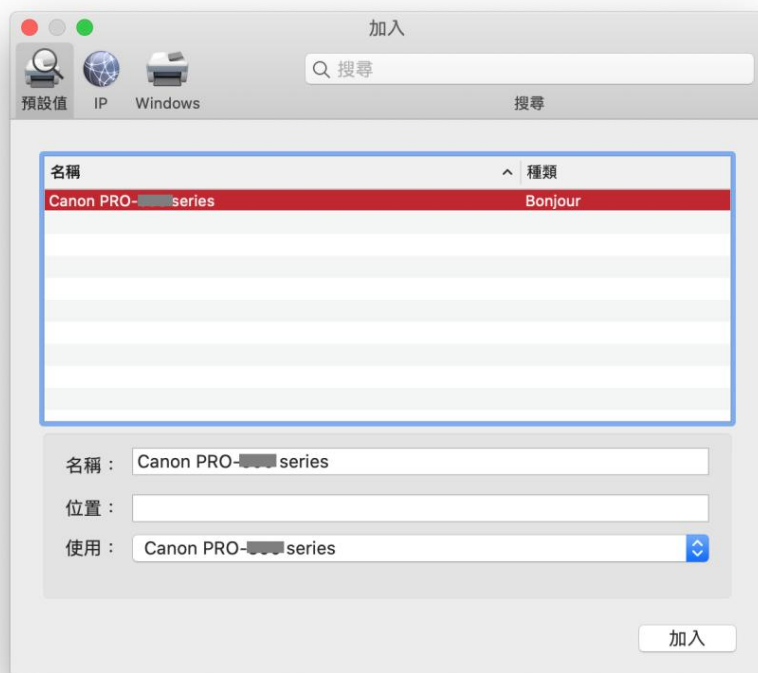 加入
預設值 IP Windows
搜尋
搜尋
名稱 種類
Canon PRO- series Bonjour
名稱： Canon PRO- series
位置：
使用： Canon PRO- series
加入